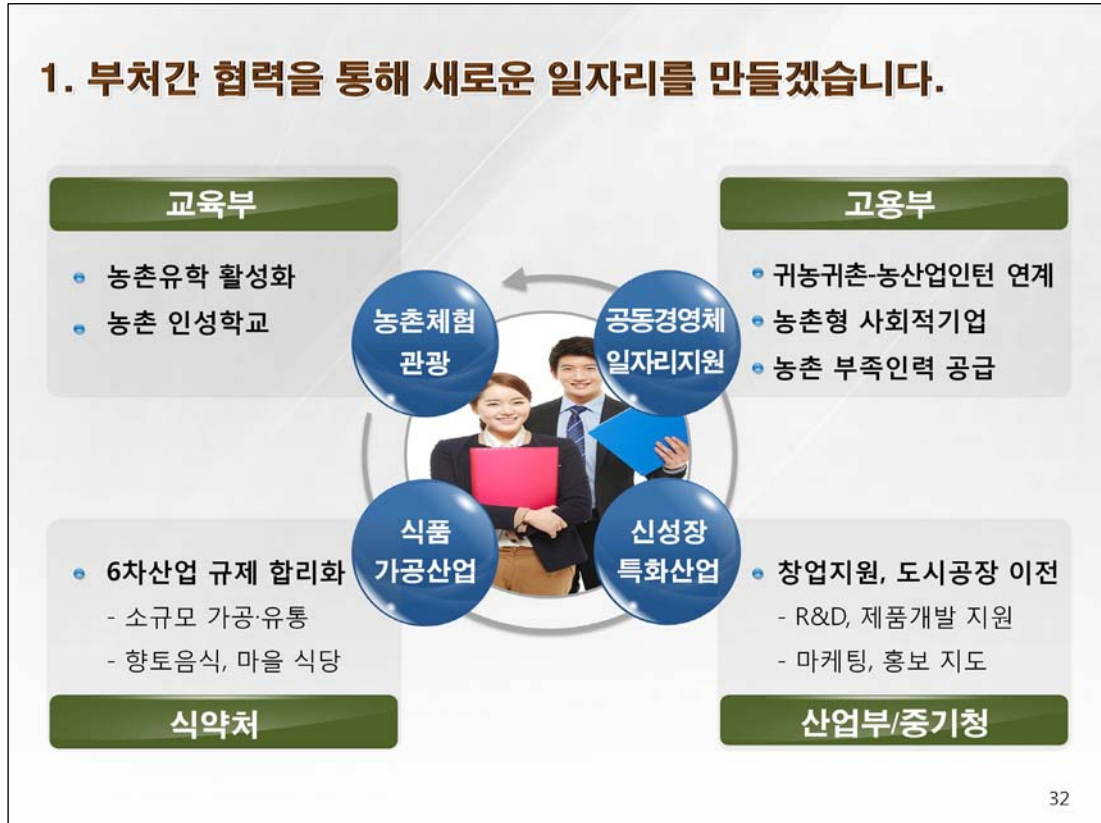 1. 부처간 협력을 통해 새로운 일자리를 만들겠습니다.
교육부
농촌유학 활성화
농촌 인성학교
고용부
귀농귀촌-농산업인턴 연계
농촌형 사회적기업
농촌 부족인력 공급
농촌체험
관광
공동경영체
일자리지원
식품
가공산업
신성장
특화산업
6차산업 규제 합리화
- 소규모 가공·유통
- 향토음식, 마을 식당
식약처
창업지원, 도시공장 이전
- R&D, 제품개발 지원
- 마케팅, 홍보 지도
산업부/중기청
32